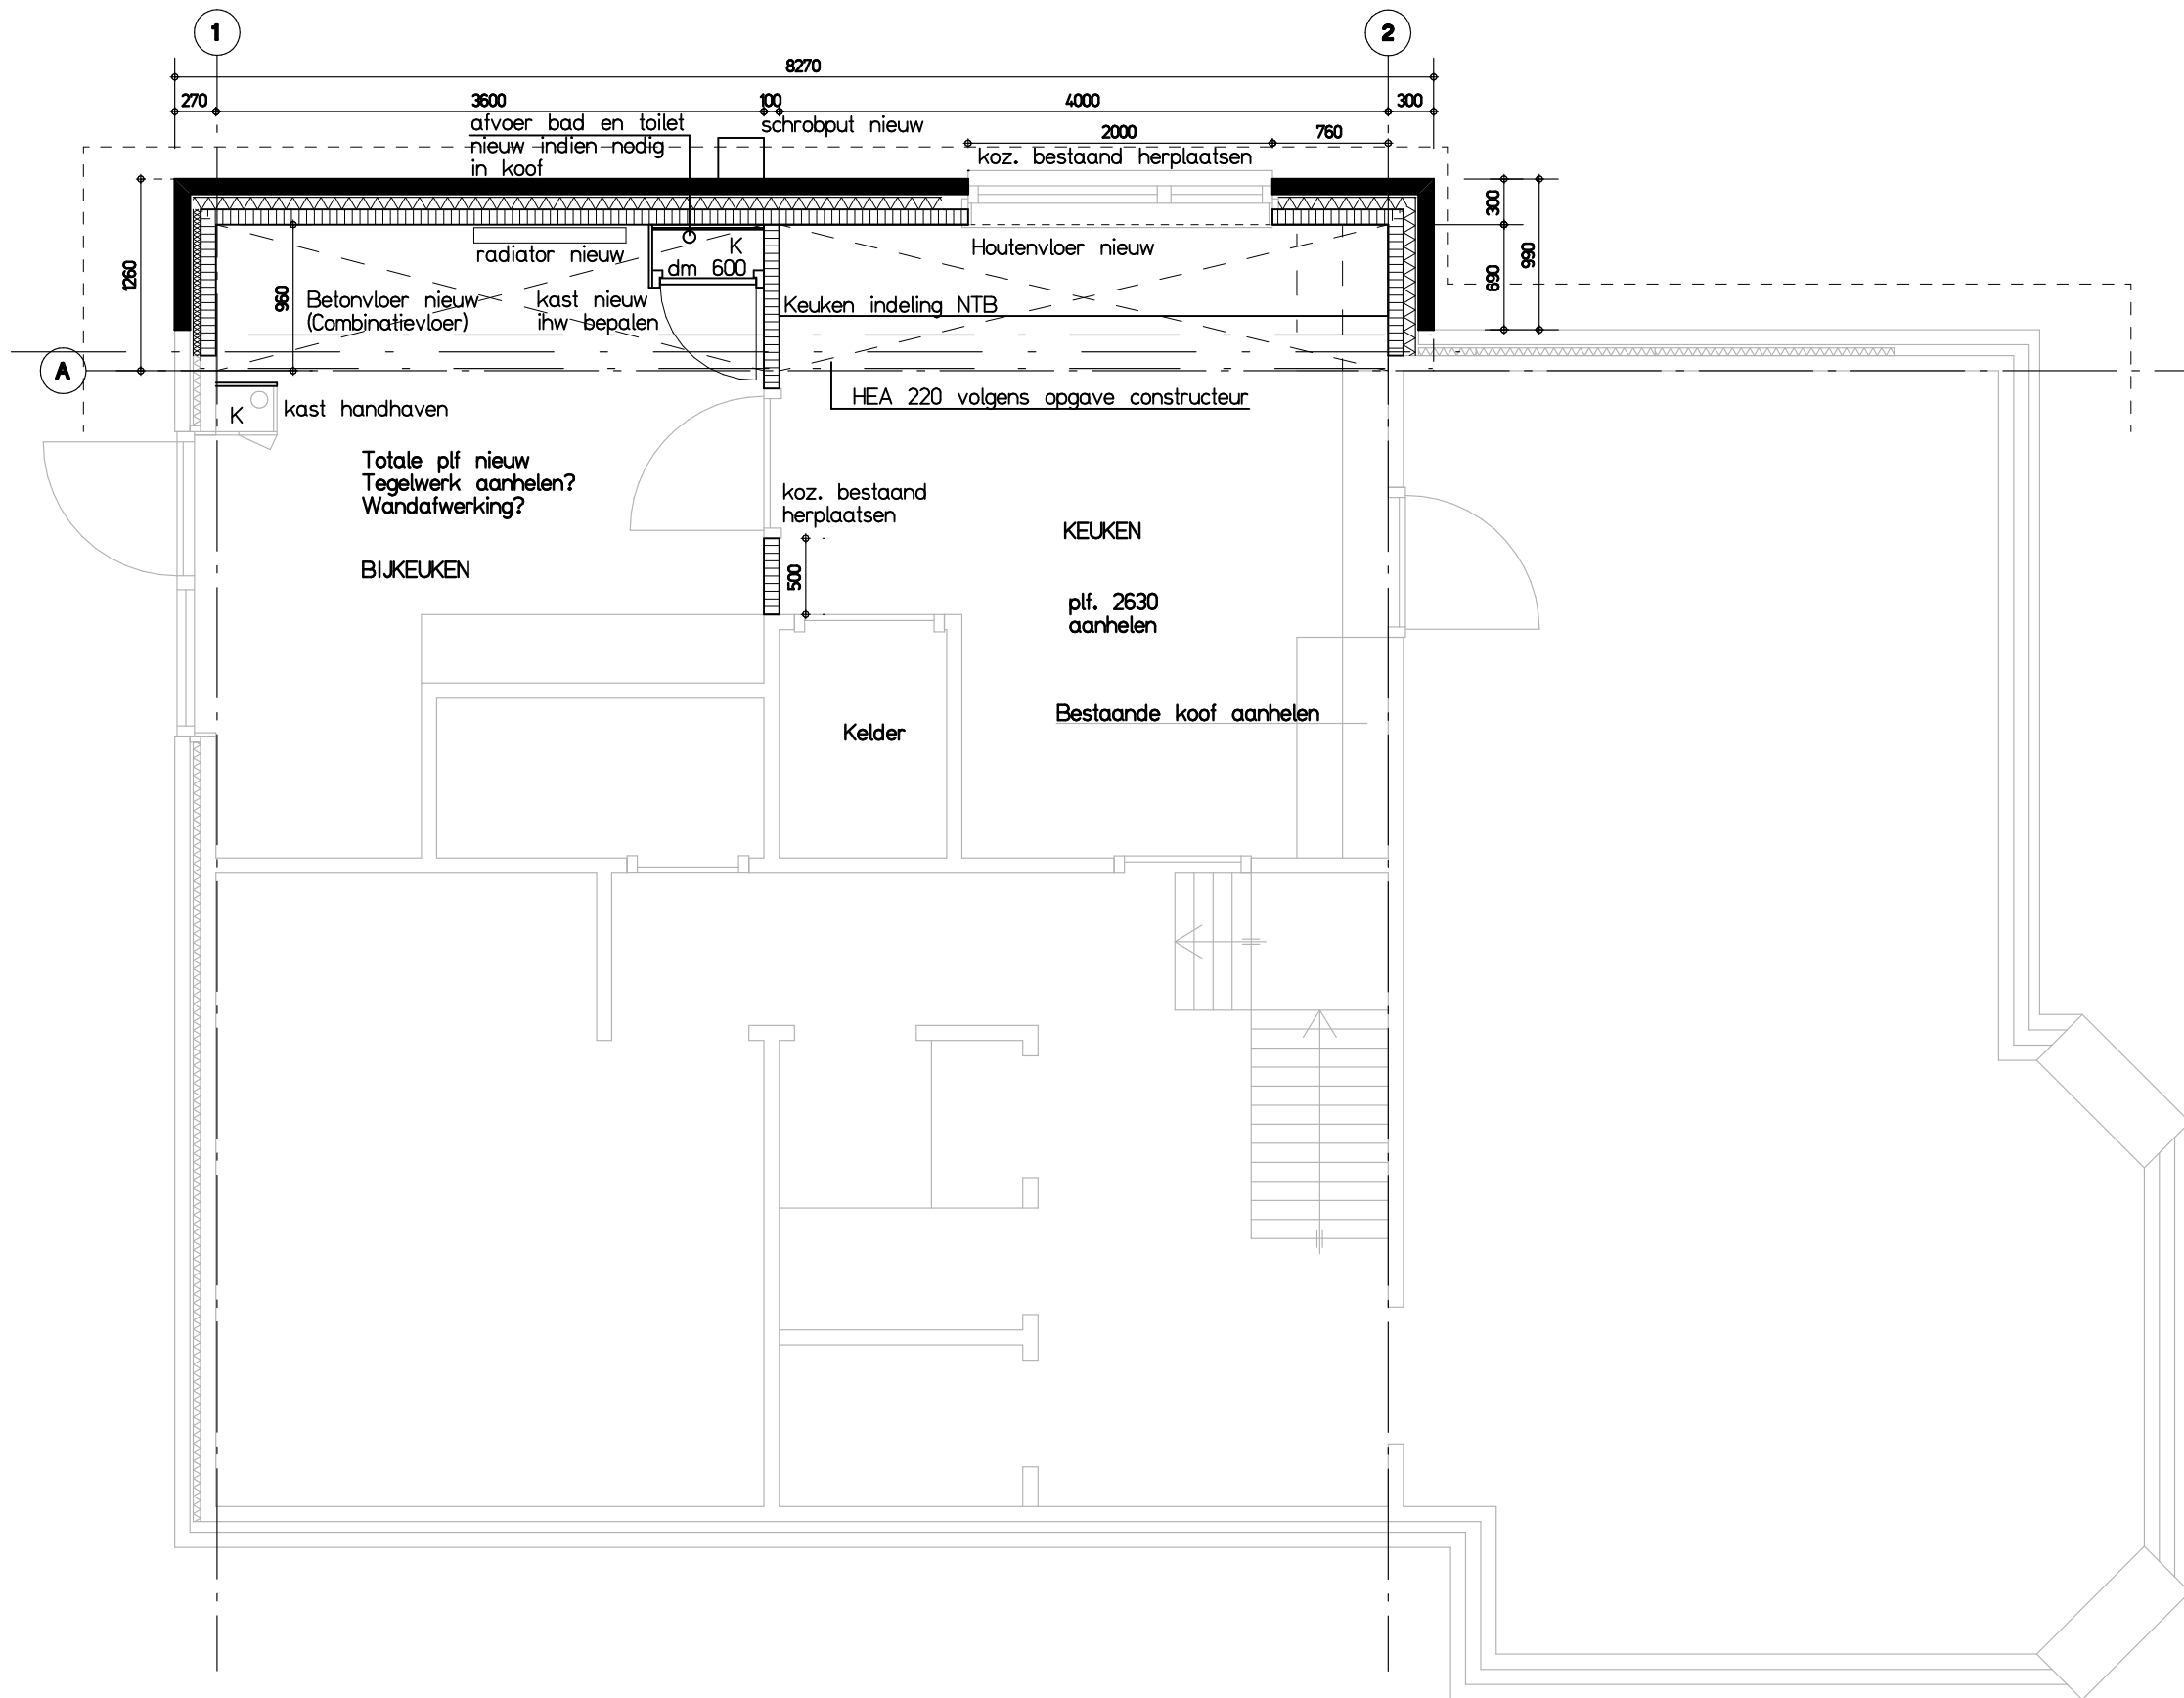 1
2
8270
270
3600
100
4000
300
afvoer bad en toilet
nieuw indien nodig
in koof
schrobput nieuw
2000
760
koz. bestaand herplaatsen
1260
960
radiator nieuw
K
dm 600
Houtenvloer nieuw
300
690
990
Betonvloer nieuw
(Combinatievloer)
kast nieuw
ihw bepalen
Keuken indeling NTB
A
HEA 220 volgens opgave constructeur
K
kast handhaven
Totale plf nieuw
Tegelwerk aanhelen?
Wandafwerking?
koz. bestaand
herplaatsen
KEUKEN
BIJKEUKEN
500
plf. 2630
aanhelen
Bestaande koof aanhelen
Kelder